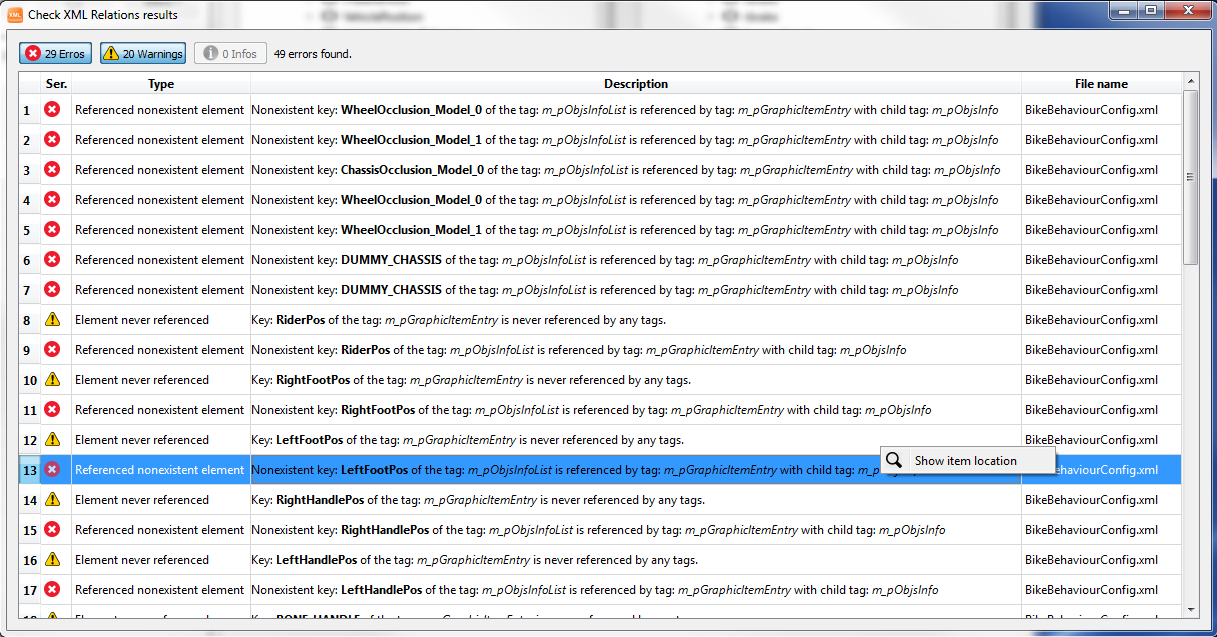 VehiclePosition
XML Check XML Relations results
29 Erros 20 Warnings 0 Infos 49 errors found.
Ser. Type Description File name
1 Referenced nonexistent element Nonexistent key: WheelOcclusion_Model_0 of the tag: m_pObjsInfoList is referenced by tag: m_pGraphicItemEntry with child tag: m_pObjsInfo BikeBehaviourConfig.xml
2 Referenced nonexistent element Nonexistent key: WheelOcclusion_Model_1 of the tag: m_pObjsInfoList is referenced by tag: m_pGraphicItemEntry with child tag: m_pObjsInfo BikeBehaviourConfig.xml
3 Referenced nonexistent element Nonexistent key: ChassisOcclusion_Model_0 of the tag: m_pObjsInfoList is referenced by tag: m_pGraphicItemEntry with child tag: m_pObjsInfo BikeBehaviourConfig.xml
4 Referenced nonexistent element Nonexistent key: WheelOcclusion_Model_0 of the tag: m_pObjsInfoList is referenced by tag: m_pGraphicItemEntry with child tag: m_pObjsInfo BikeBehaviourConfig.xml
5 Referenced nonexistent element Nonexistent key: WheelOcclusion_Model_1 of the tag: m_pObjsInfoList is referenced by tag: m_pGraphicItemEntry with child tag: m_pObjsInfo BikeBehaviourConfig.xml
6 Referenced nonexistent element Nonexistent key: DUMMY_CHASSIS of the tag: m_pObjsInfoList is referenced by tag: m_pGraphicItemEntry with child tag: m_pObjsInfo BikeBehaviourConfig.xml
7 Referenced nonexistent element Nonexistent key: DUMMY_CHASSIS of the tag: m_pObjsInfoList is referenced by tag: m_pGraphicItemEntry with child tag: m_pObjsInfo BikeBehaviourConfig.xml
8 Element never referenced Key: RiderPos of the tag: m_pGraphicItemEntry is never referenced by any tags. BikeBehaviourConfig.xml
9 Referenced nonexistent element Nonexistent key: RiderPos of the tag: m_pObjsInfoList is referenced by tag: m_pGraphicItemEntry with child tag: m_pObjsInfo BikeBehaviourConfig.xml
10 Element never referenced Key: RightFootPos of the tag: m_pGraphicItemEntry is never referenced by any tags. BikeBehaviourConfig.xml
11 Referenced nonexistent element Nonexistent key: RightFootPos of the tag: m_pObjsInfoList is referenced by tag: m_pGraphicItemEntry with child tag: m_pObjsInfo BikeBehaviourConfig.xml
12 Element never referenced Key: LeftFootPos of the tag: m_pGraphicItemEntry is never referenced by any tags. BikeBehaviourConfig.xml
Show item location
13 Referenced nonexistent element Nonexistent key: LeftFootPos of the tag: m_pObjsInfoList is referenced by tag: m_pGraphicItemEntry with child tag: m_p ehaviourConfig.xml
14 Element never referenced Key: RightHandlePos of the tag: m_pGraphicItemEntry is never referenced by any tags. BikeBehaviourConfig.xml
15 Referenced nonexistent element Nonexistent key: RightHandlePos of the tag: m_pObjsInfoList is referenced by tag: m_pGraphicItemEntry with child tag: m_pObjsInfo BikeBehaviourConfig.xml
16 Element never referenced Key: LeftHandlePos of the tag: m_pGraphicItemEntry is never referenced by any tags. BikeBehaviourConfig.xml
17 Referenced nonexistent element Nonexistent key: LeftHandlePos of the tag: m_pObjsInfoList is referenced by tag: m_pGraphicItemEntry with child tag: m_pObjsInfo BikeBehaviourConfig.xml